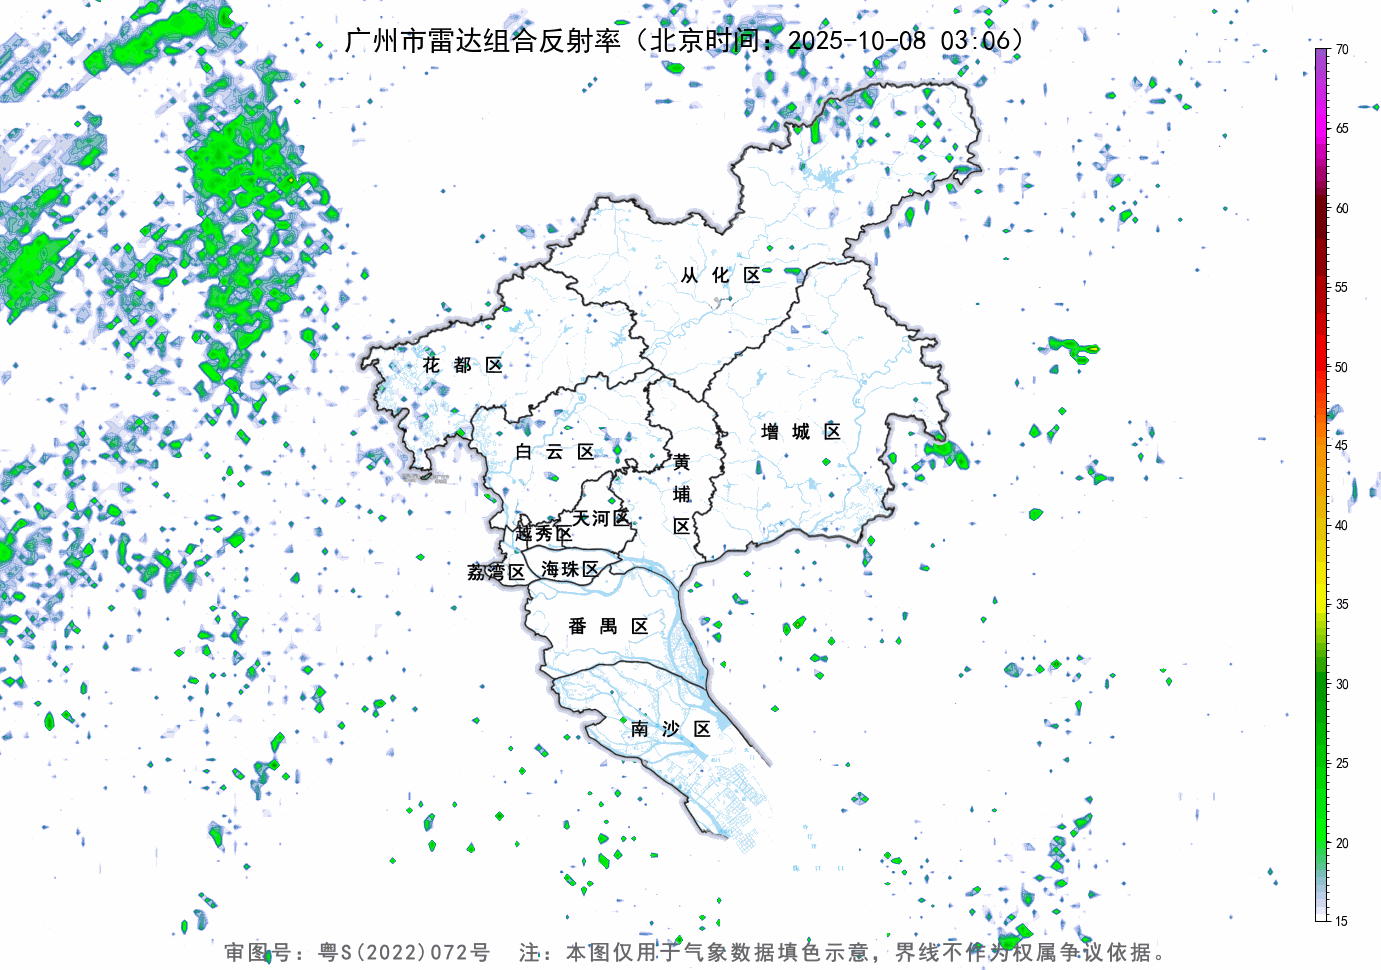 广州市雷达组合反射率（北京时间：2025-10-08 03:06）
70
65
60
55
50
45
40
35
30
25
20
15
从化区
花都区
增城区
白云区
黄埔区
天河区
越秀区
海珠区
荔湾区
番禺区
南沙区
审图号：粤S(2022)072号 注：本图仅用于气象数据填色示意，界线不作为权属争议依据。